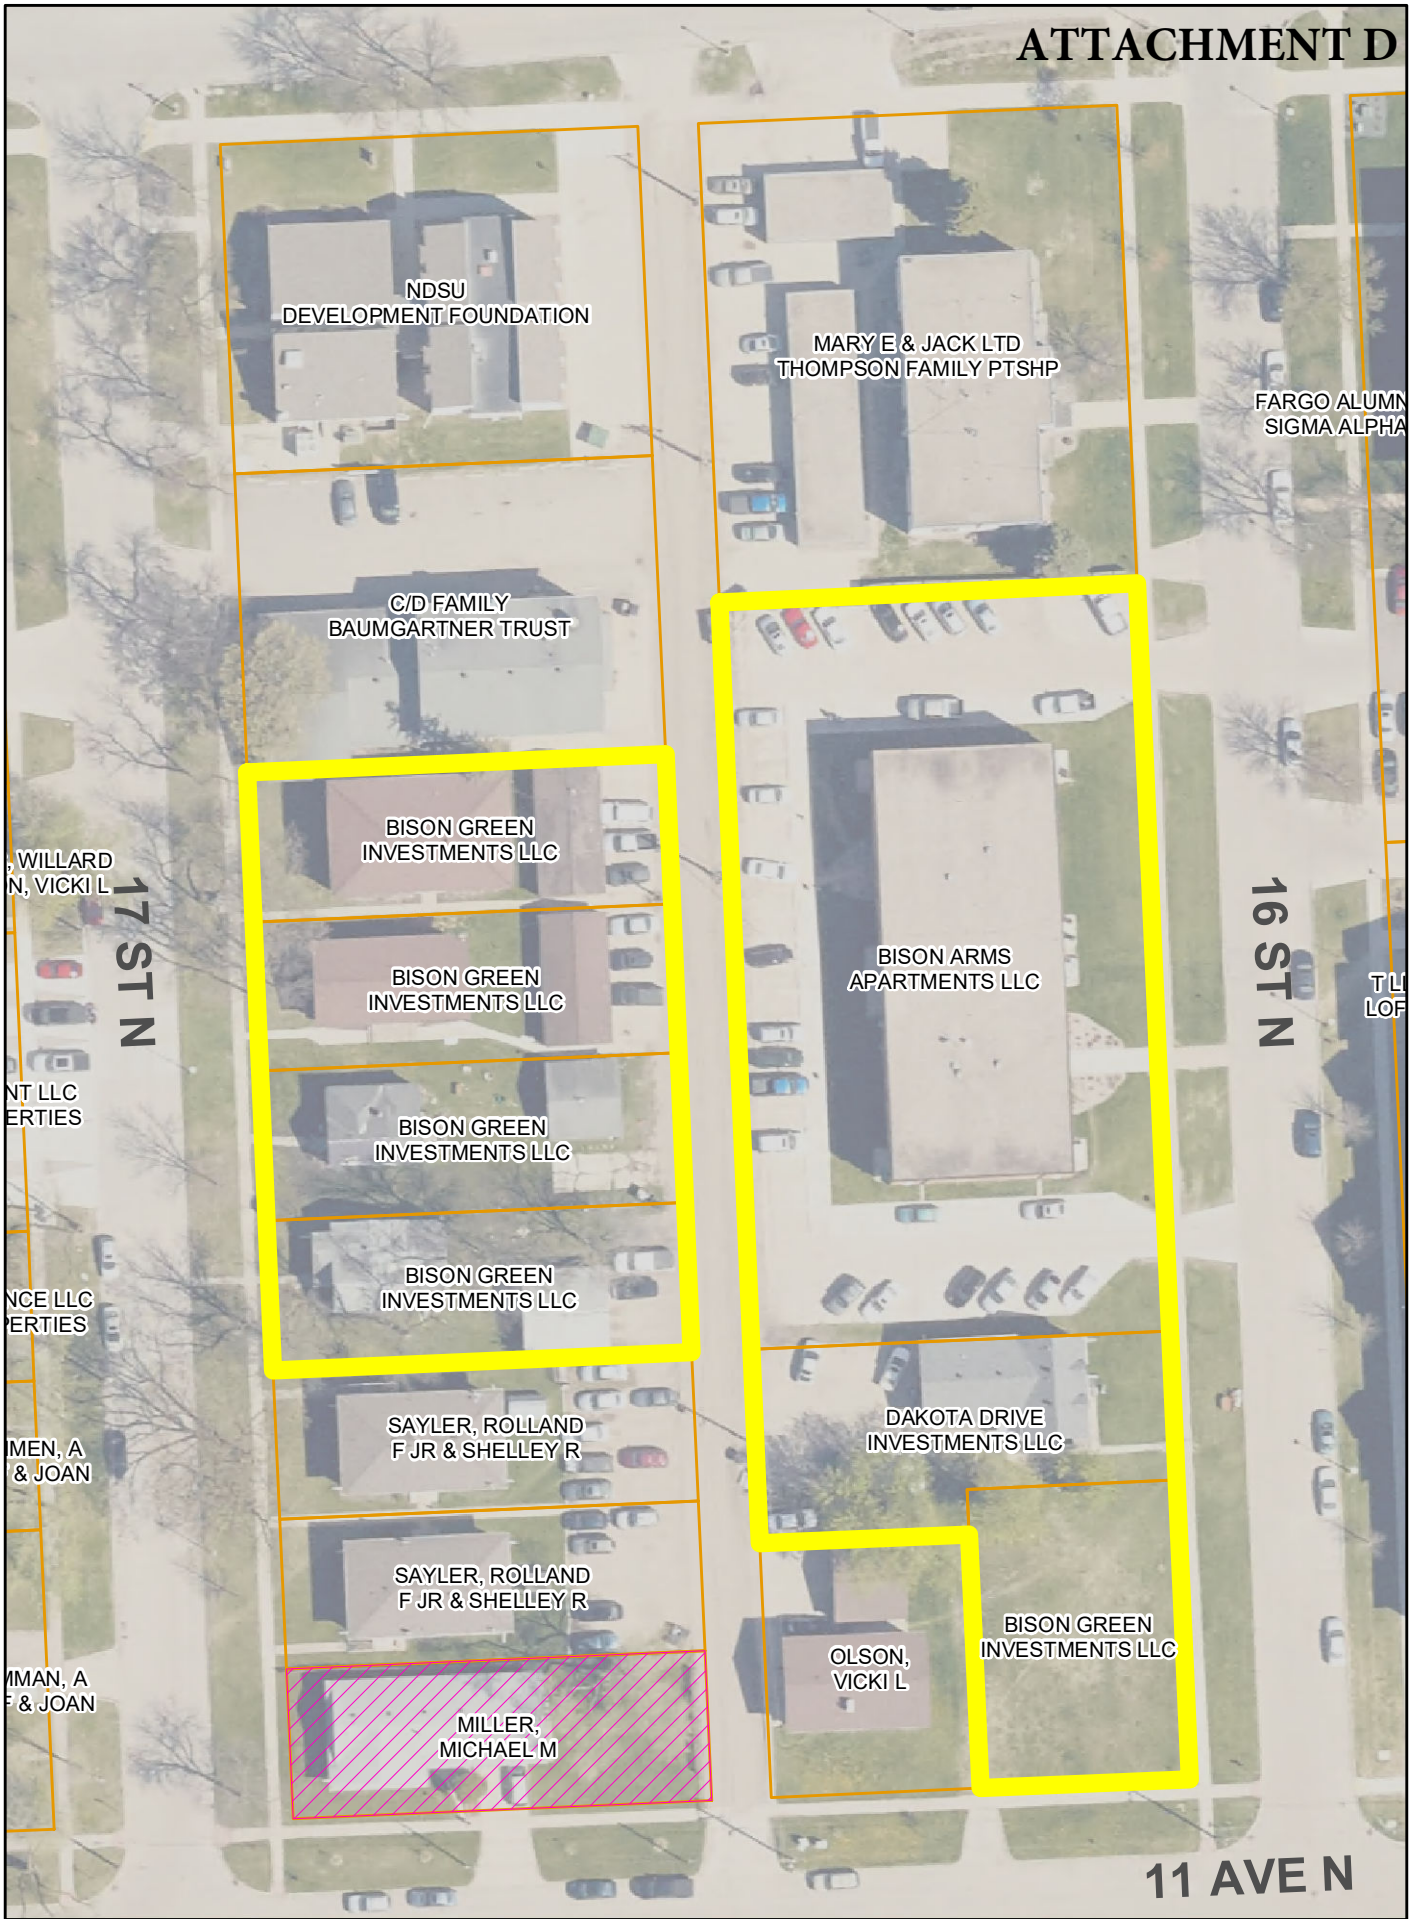 ATTACHMENT D
NDSU
DEVELOPMENT FOUNDATION
MARY E & JACK LTD
THOMPSON FAMILY PTSHP
FARGO ALUMN
SIGMA ALPHA
C/D FAMILY
BAUMGARTNER TRUST
BISON GREEN
INVESTMENTS LLC
, WILLARD
N, VICKI L
17 ST N
BISON GREEN
INVESTMENTS LLC
BISON ARMS
APARTMENTS LLC
16 ST N
T LL
LOF
NT LLC
ERTIES
BISON GREEN
INVESTMENTS LLC
BISON GREEN
INVESTMENTS LLC
NCE LLC
PERTIES
SAYLER, ROLLAND
F JR & SHELLEY R
DAKOTA DRIVE
INVESTMENTS LLC
MEN, A
& JOAN
SAYLER, ROLLAND
F JR & SHELLEY R
OLSON,
VICKI L
BISON GREEN
INVESTMENTS LLC
MMAN, A
F & JOAN
MILLER,
MICHAEL M
11 AVE N